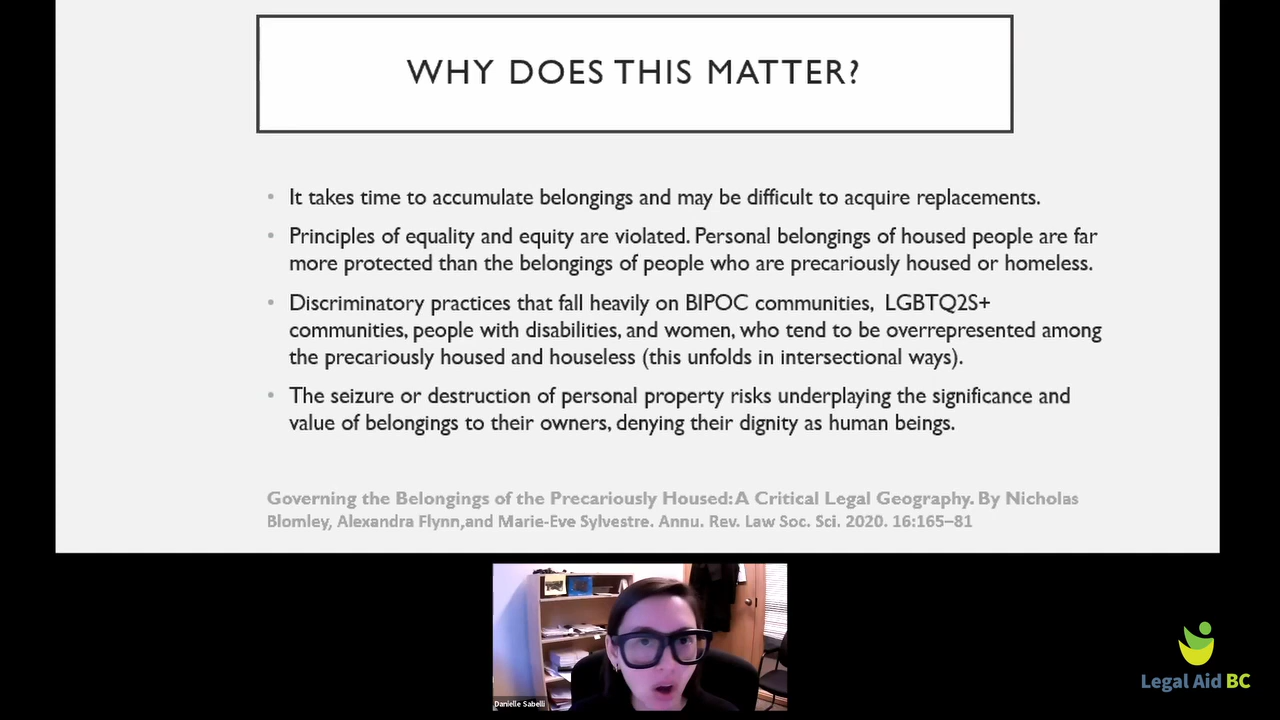 WHY DOES THIS MATTER?
• It takes time to accumulate belongings and may be difficult to acquire replacements.
• Principles of equality and equity are violated. Personal belongings of housed people are far
more protected than the belongings of people who are precariously housed or homeless.
• Discriminatory practices that fall heavily on BIPOC communities,  LGBTQ2S+
communities, people with disabilities, and women, who tend to be overrepresented among
the precariously housed and houseless (this unfolds in intersectional ways).
• The seizure or destruction of personal property risks underplaying the significance and
value of belongings to their owners, denying their dignity as human beings.
Governing the Belongings of the Precariously Housed: A Critical Legal Geography. By Nicholas
Blomley, Alexandra Flynn,and Marie-Eve Sylvestre. Annu. Rev. Law Soc. Sci. 2020. 16:165–81
Danielle Sabelli
Legal Aid BC